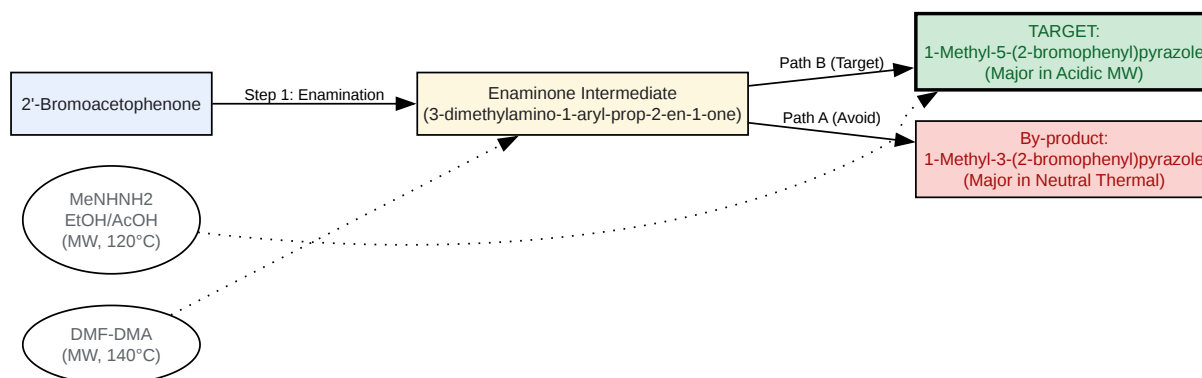 TARGET:
1-Methyl-5-(2-bromophenyl)pyrazole
(Major in Acidic MW)
2'-Bromoacetophenone
Step 1: Enamination
Enaminone Intermediate
(3-dimethylamino-1-aryl-prop-2-en-1-one)
Path B (Target)
Path A (Avoid)
By-product:
1-Methyl-3-(2-bromophenyl)pyrazole
(Major in Neutral Thermal)
MeNHNH2
EtOH/AcOH
(MW, 120°C)
DMF-DMA
(MW, 140°C)